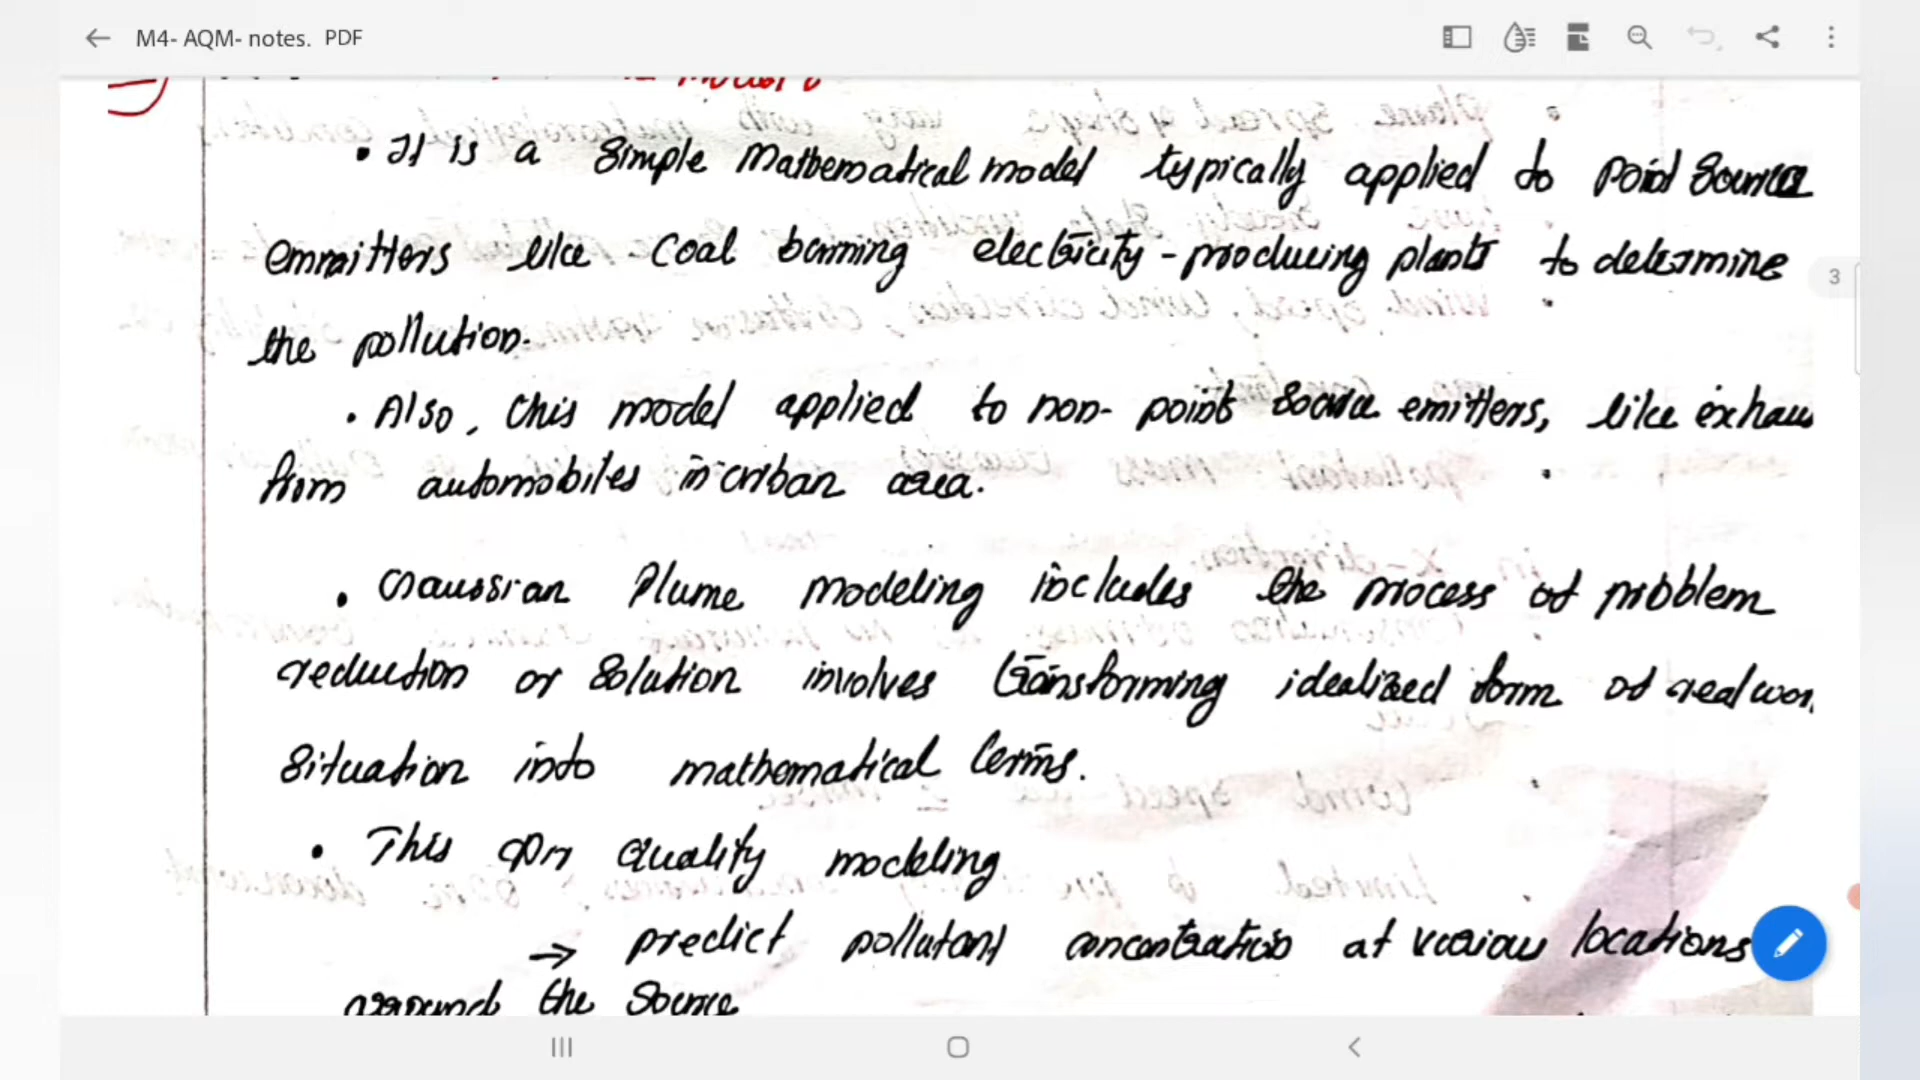 M4- AQM- notes. PDF
3
• It is a simple Mathematical model typically applied to point source
emmitters like coal burning electricity-producing plants to determine
the pollution.
• Also, this model applied to non-point source emitters, like exhaus
from automobiles in urban area.
• Gaussian Plume modeling includes the process of problem
reduction or solution involves transforming idealized form of real wor
situation into mathematical terms.
• This air quality modeling
→ predict pollutant concentration at various locations
around the source